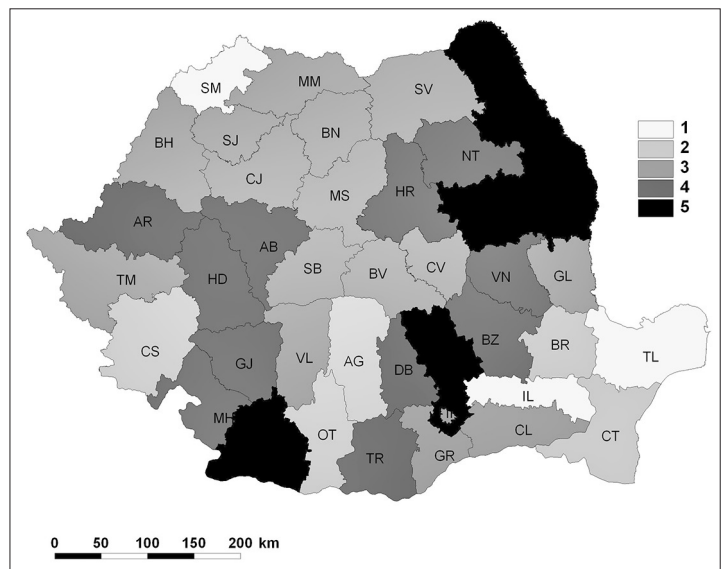 SM
MM
SV
BH
SJ
BN
NT
CJ
MS
HR
AR
AB
TM
HD
SB
BV
CV
VN
GL
CS
GJ
VL
AG
DB
BZ
BR
TL
MH
OT
TR
GR
IL
CL
CT
1
2
3
4
5
0 50 100 150 200 km